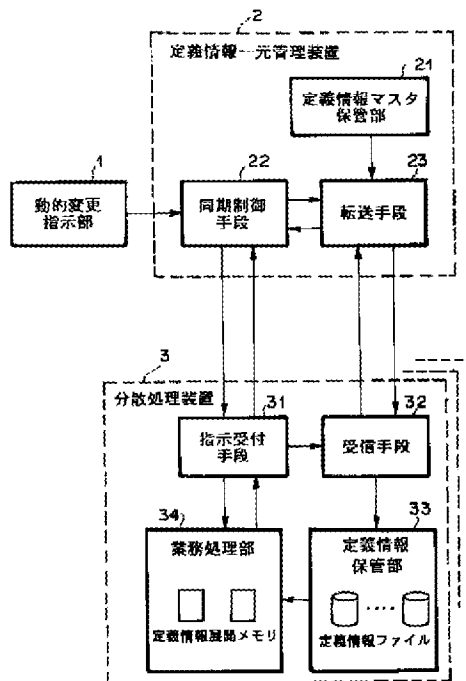 2
定義情報一元管理装置
21
定義情報マスタ
保管部
1
22
23
動的変更
指示部
同期制御
手段
転送手段
3
分散処理装置
31
32
指示受付
手段
受信手段
34
33
業務処理部
定義情報
保管部
定義情報展開メモリ
定義情報ファイル